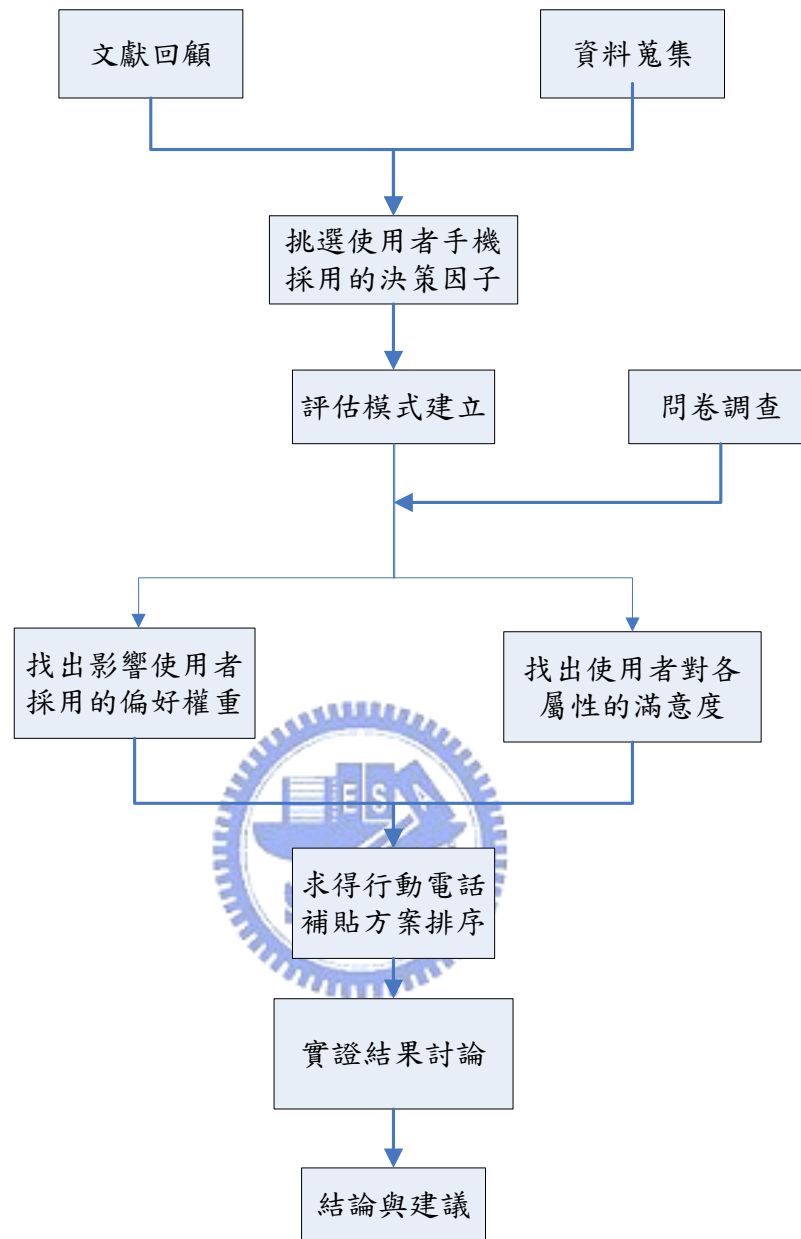 文獻回顧
資料蒐集
挑選使用者手機
採用的決策因子
評估模式建立
問卷調查
找出影響使用者
採用的偏好權重
找出使用者對各
屬性的滿意度
ESA
求得行動電話
補貼方案排序
實證結果討論
結論與建議